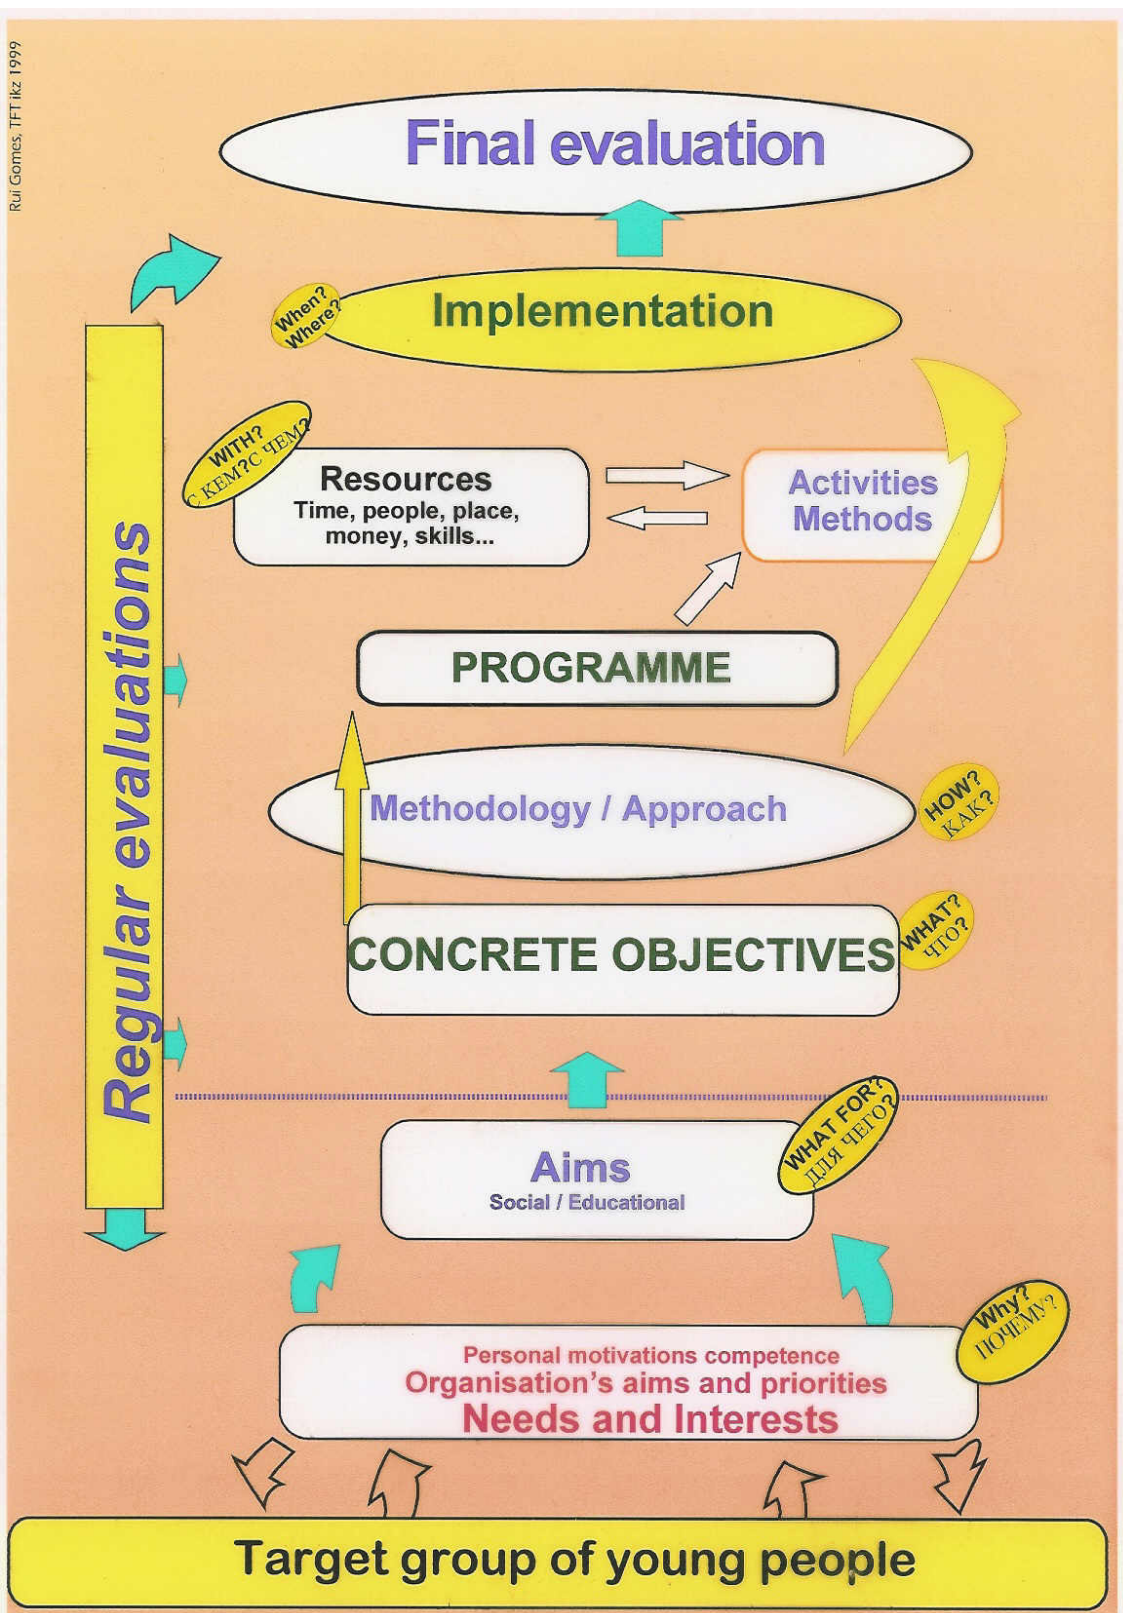 Rui Gomes, TFT ikz 1999
Final evaluation
When?
Where?
Implementation
WITH?
С КЕМ?С ЧЕМ?
Resources
Time, people, place,
money, skills...
Activities
Methods
PROGRAMME
Regular evaluations
Methodology / Approach
HOW?
КАК?
CONCRETE OBJECTIVES
WHAT?
ЧТО?
Aims
Social / Educational
WHAT FOR?
ДЛЯ ЧЕГО?
Why?
ПОЧЕМУ?
Personal motivations competence
Organisation's aims and priorities
Needs and Interests
Target group of young people